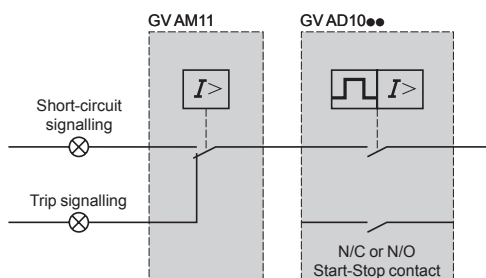 GV AM11
GV AD10●●
I>
I>
Short-circuit
signalling
Trip signalling
N/C or N/O
Start-Stop contact